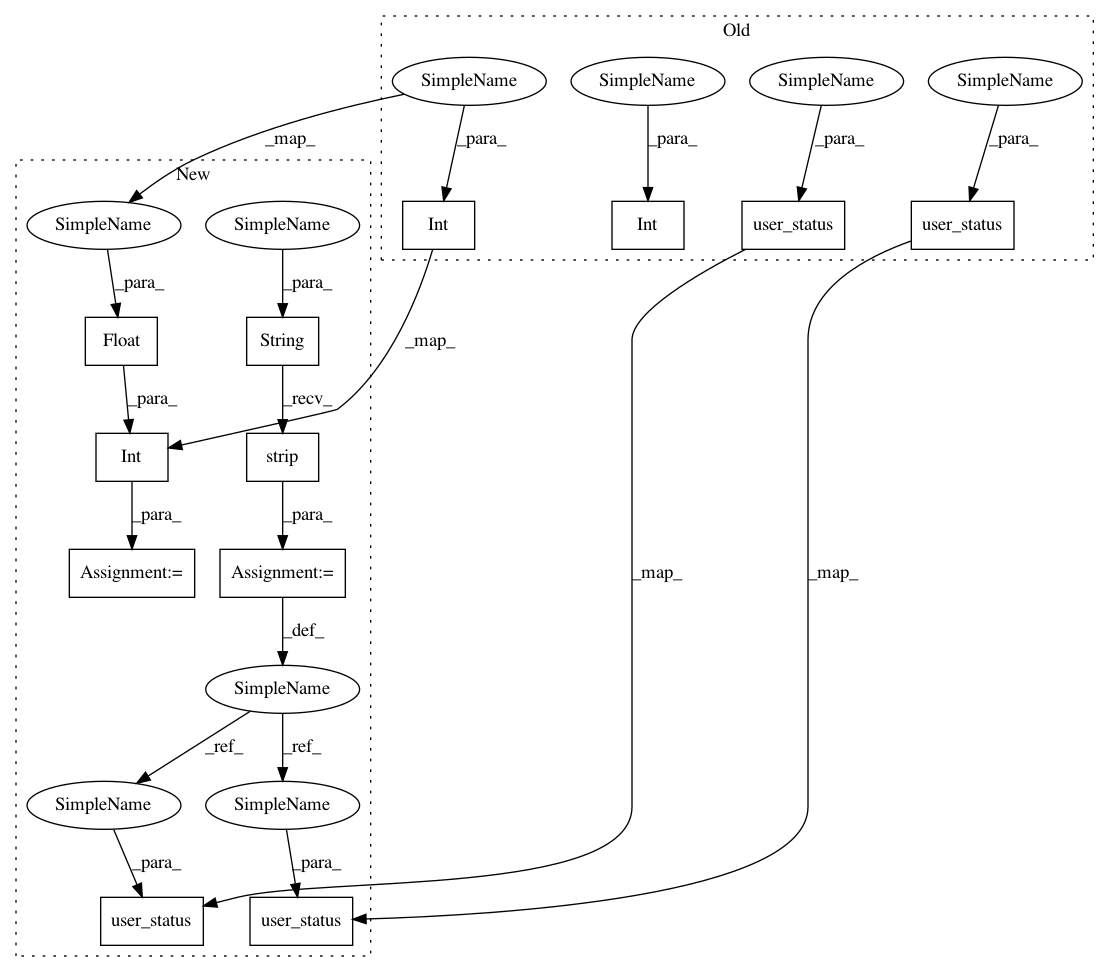 Old
SimpleName
SimpleName
SimpleName
SimpleName
_map_
_para_
_para_
_para_
_para_
New
SimpleName
SimpleName
Int
Int
user_status
user_status
_para_
_para_
Float
String
_map_
_para_
_recv_
Int
strip
_para_
_para_
Assignment:=
Assignment:=
_map_
_map_
_def_
SimpleName
_ref_
_ref_
SimpleName
SimpleName
_para_
_para_
user_status
user_status